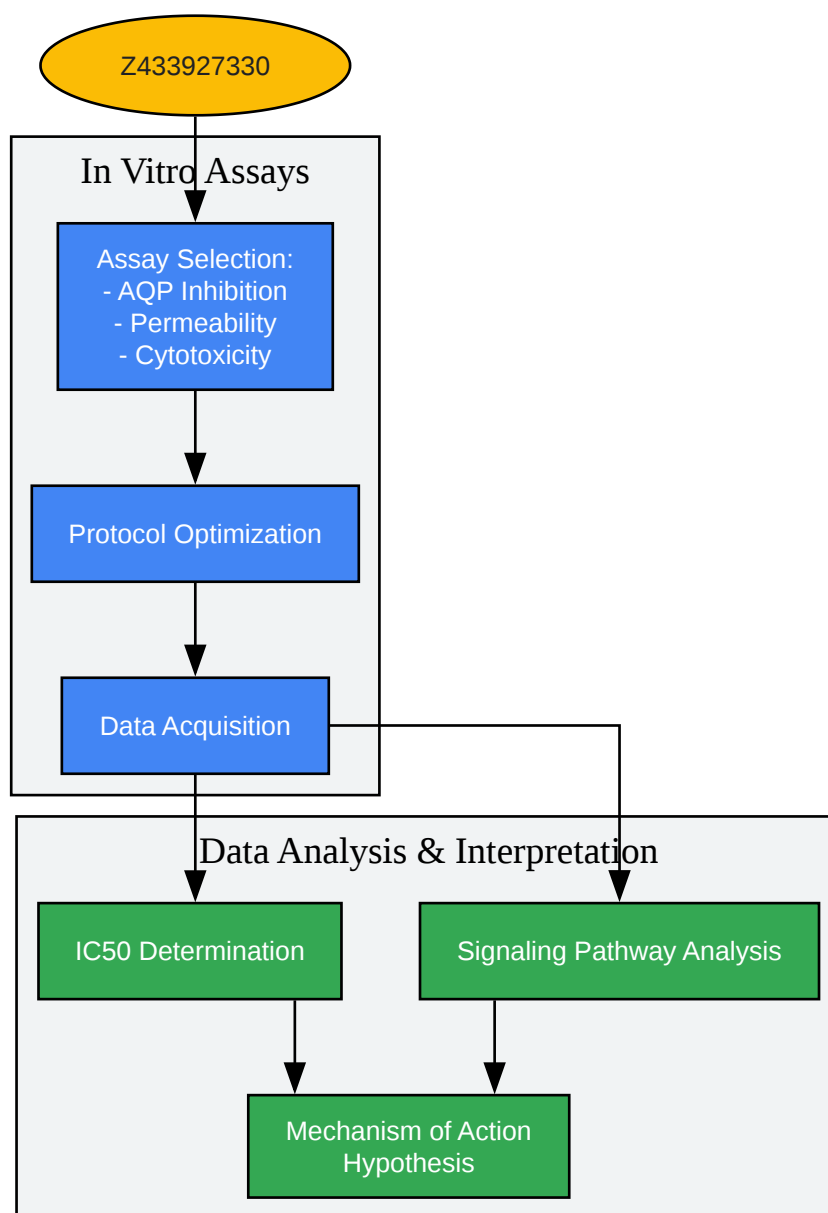 Z433927330
In Vitro Assays
Assay Selection:
- AQP Inhibition
- Permeability
- Cytotoxicity
Protocol Optimization
Data Acquisition
Data Analysis & Interpretation
IC50 Determination
Signaling Pathway Analysis
Mechanism of Action
Hypothesis